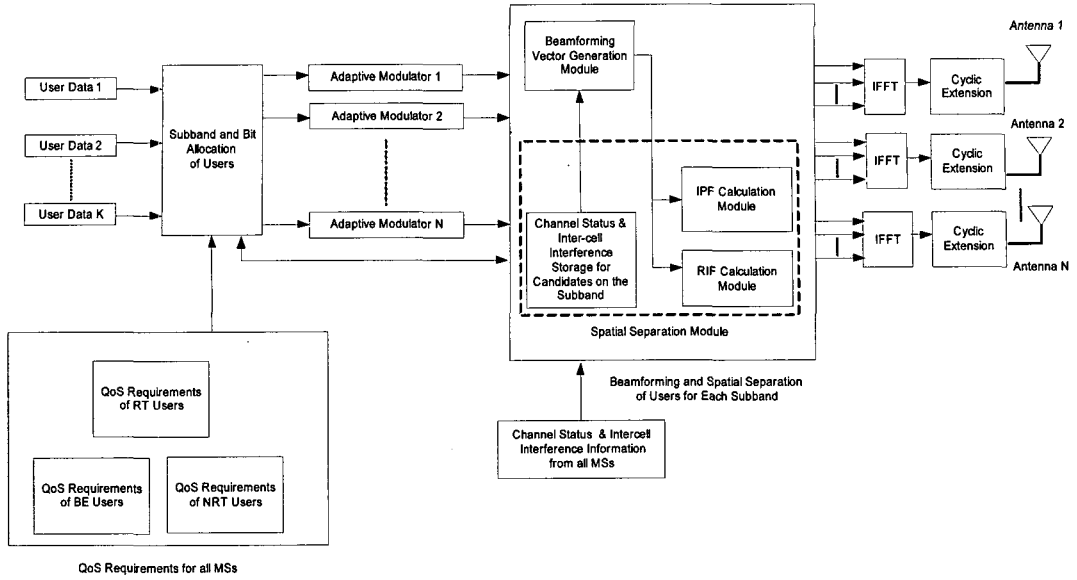 User Data 1
User Data 2
User Data K
Subband and Bit
Allocation
of Users
Adaptive Modulator 1
Adaptive Modulator 2
Adaptive Modulator N
Beamforming
Vector Generation
Module
Channel Status &
Inter-cell
Interference
Storage for
Candidates on the
Subband
IPF Calculation
Module
RIF Calculation
Module
Spatial Separation Module
Beamforming and Spatial Separation
of Users for Each Subband
Channel Status & Intercell
Interference Information
from all MSs
IFFT
Cyclic
Extension
Antenna 1
IFFT
Cyclic
Extension
Antenna 2
IFFT
Cyclic
Extension
Antenna N
QoS Requirements
of RT Users
QoS Requirements
of BE Users
QoS Requirements
of NRT Users
QoS Requirements for all MSs